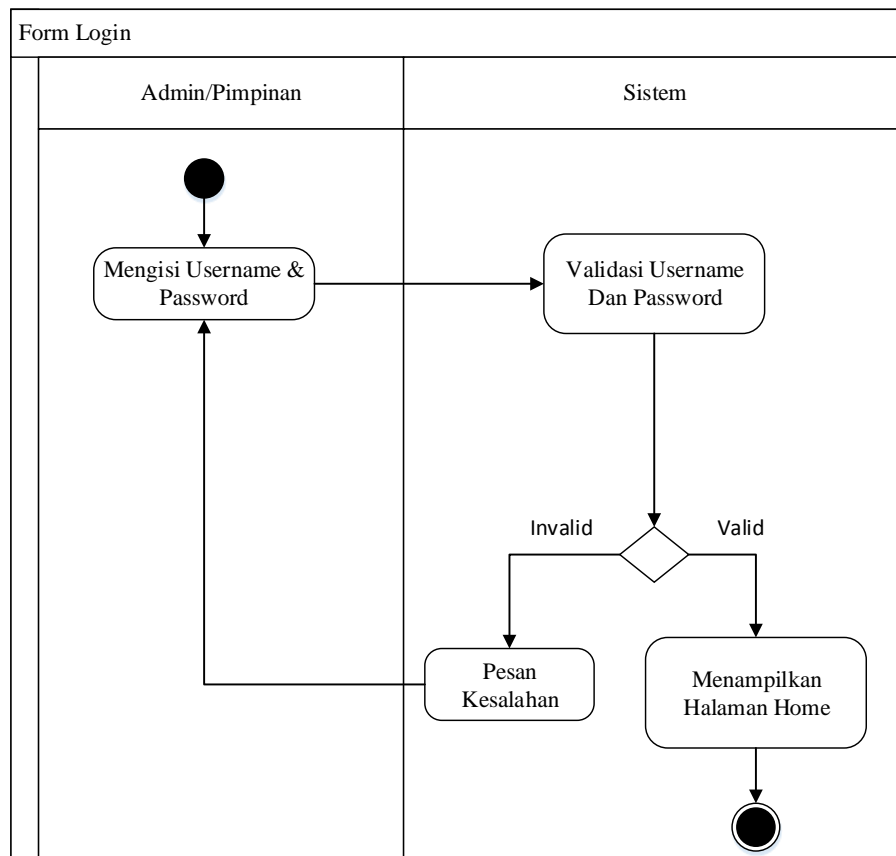 Form Login
Admin/Pimpinan
Sistem
Mengisi Username &
Password
Validasi Username
Dan Password
Invalid
Valid
Pesan
Kesalahan
Menampilkan
Halaman Home